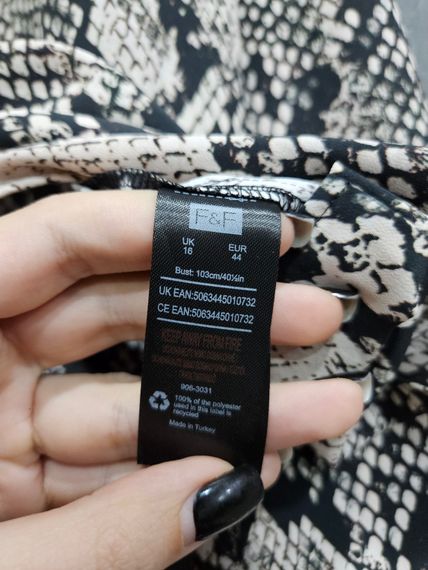 F&F
UK EUR
16 44
Bust: 103cm/40½in
UK EAN:5063445010732
CE EAN:5063445010732
KEEP AWAY FROM FIRE
906-3031
100% of the polyester
used in this label is
recycled
Made in Turkey